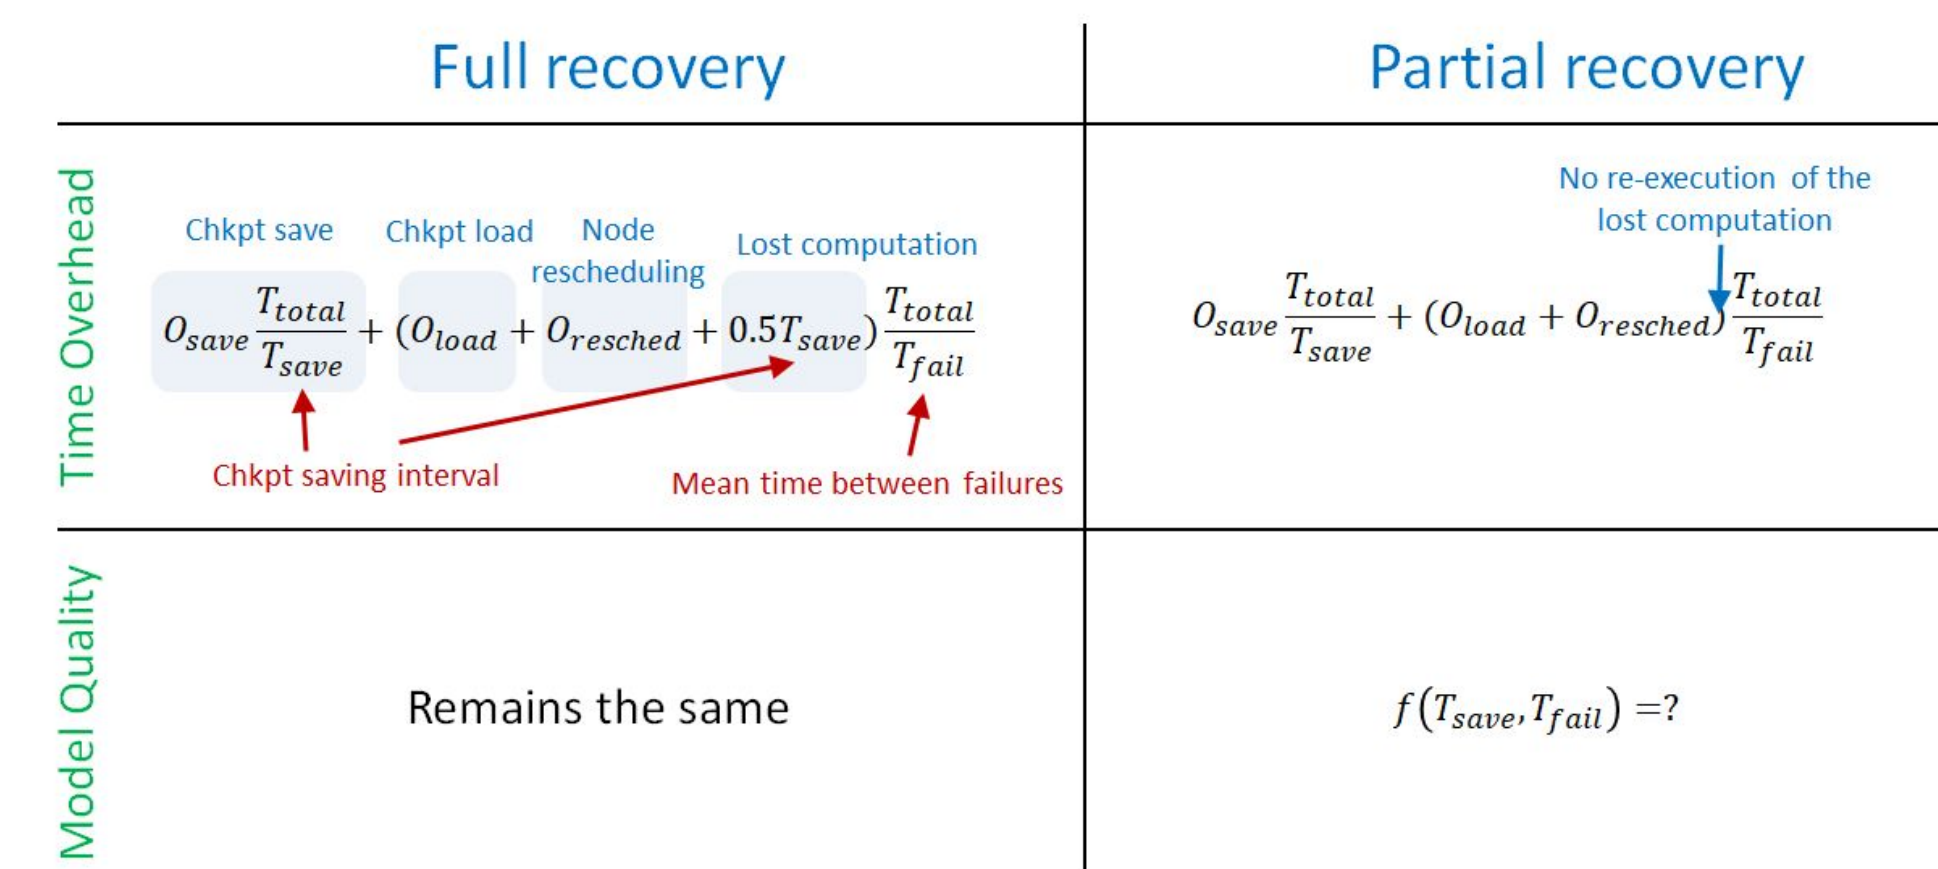 Full recovery
Partial recovery
Time Overhead
Chkpt save
Chkpt load
Node
rescheduling
Lost computation
O_save T_total/T_save + (O_load + O_resched + 0.5T_save) T_total/T_fail
Chkpt saving interval
Mean time between failures
No re-execution of the
lost computation
O_save T_total/T_save + (O_load + O_resched) T_total/T_fail
Model Quality
Remains the same
f(T_save, T_fail) =?